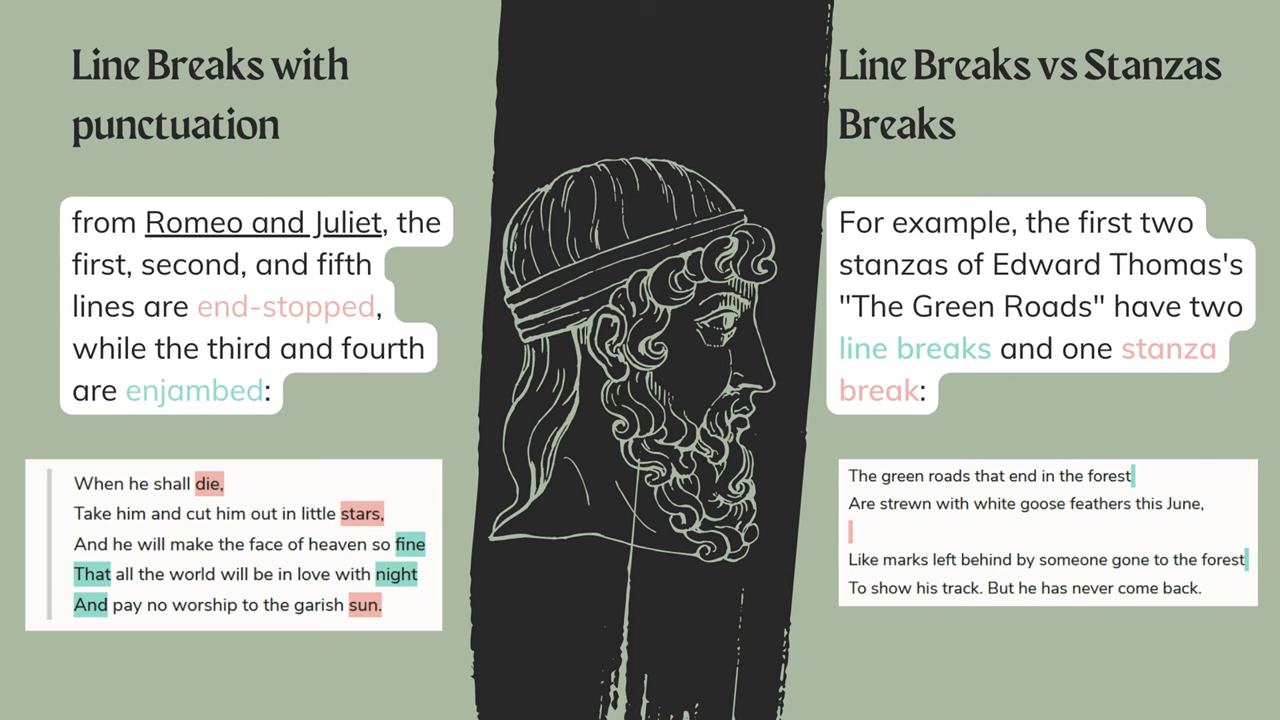 Line Breaks with
punctuation
from Romeo and Juliet, the
first, second, and fifth
lines are end-stopped,
while the third and fourth
are enjambed:
When he shall die,
Take him and cut him out in little stars,
And he will make the face of heaven so fine
That all the world will be in love with night
And pay no worship to the garish sun.
Line Breaks vs Stanzas
Breaks
For example, the first two
stanzas of Edward Thomas's
"The Green Roads" have two
line breaks and one stanza
break:
The green roads that end in the forest
Are strewn with white goose feathers this June,
Like marks left behind by someone gone to the forest
To show his track. But he has never come back.